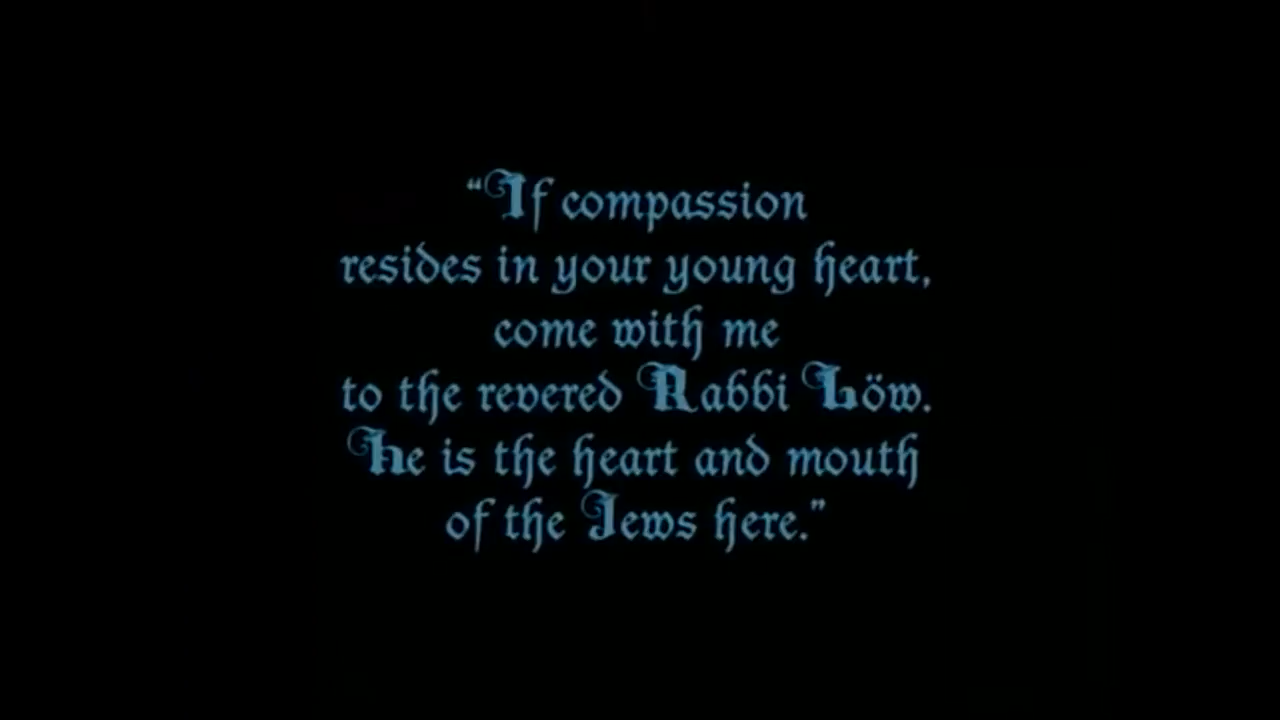 “If compassion
resides in your young heart,
come with me
to the revered Rabbi Löw.
He is the heart and mouth
of the Jews here.”